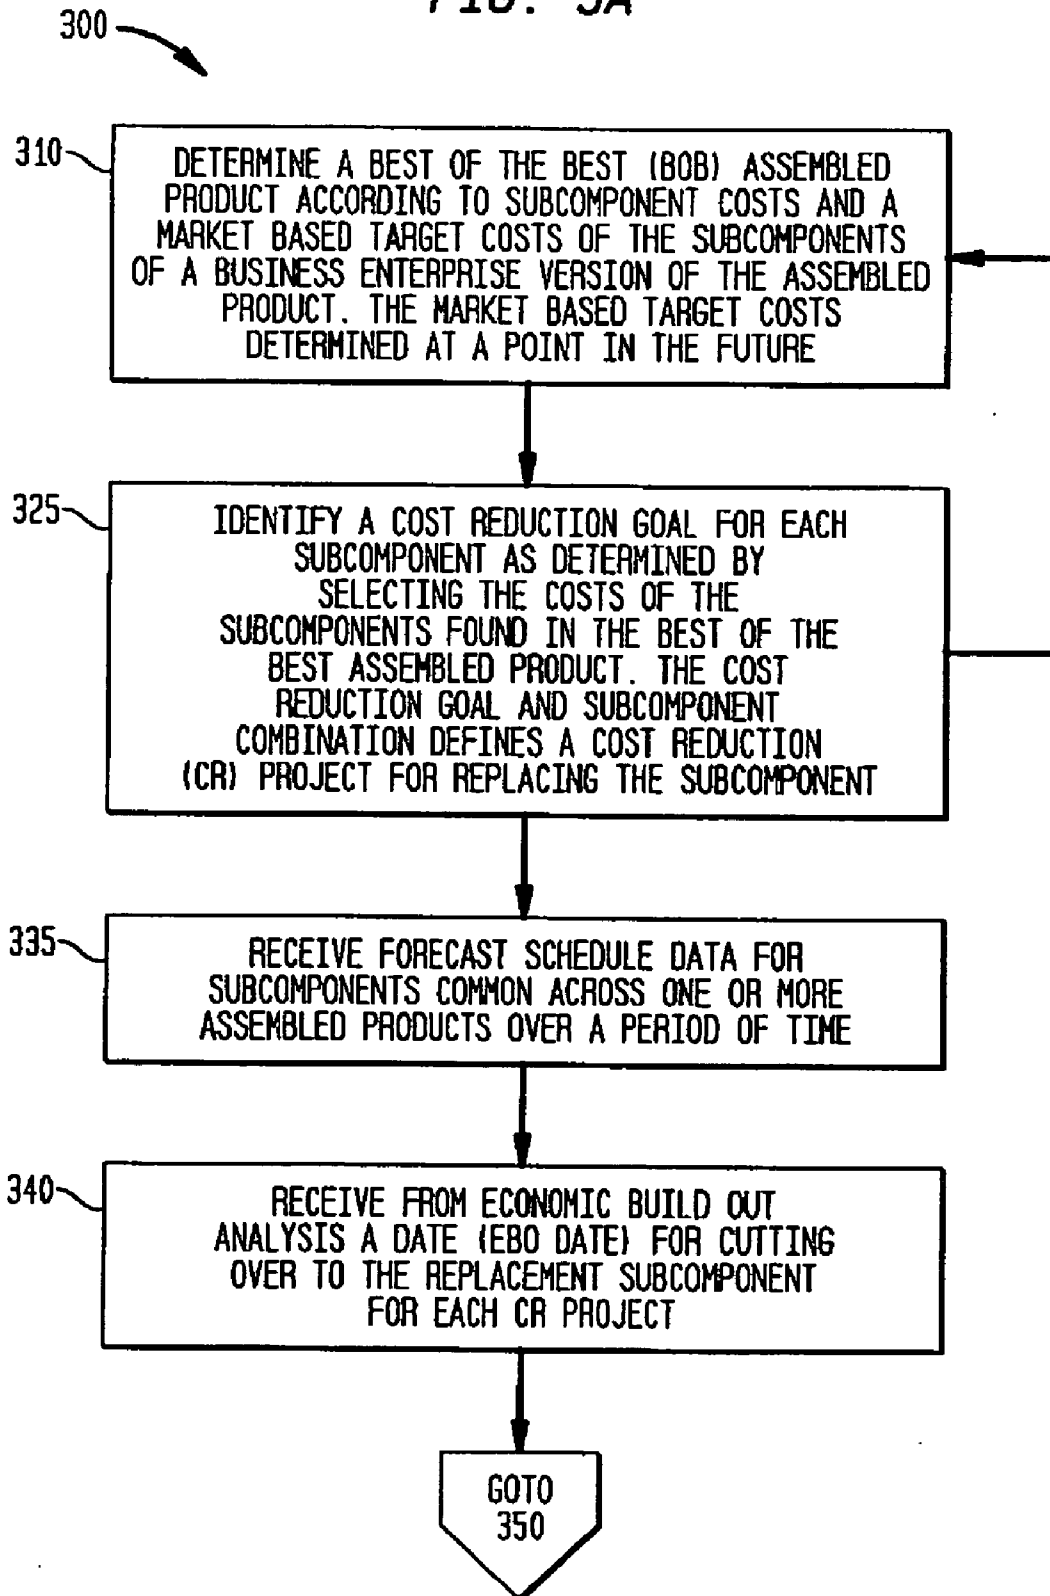 FIG. 3A
300
310
DETERMINE A BEST OF THE BEST (BOB) ASSEMBLED
PRODUCT ACCORDING TO SUBCOMPONENT COSTS AND A
MARKET BASED TARGET COSTS OF THE SUBCOMPONENTS
OF A BUSINESS ENTERPRISE VERSION OF THE ASSEMBLED
PRODUCT. THE MARKET BASED TARGET COSTS
DETERMINED AT A POINT IN THE FUTURE
325
IDENTIFY A COST REDUCTION GOAL FOR EACH
SUBCOMPONENT AS DETERMINED BY
SELECTING THE COSTS OF THE
SUBCOMPONENTS FOUND IN THE BEST OF THE
BEST ASSEMBLED PRODUCT. THE COST
REDUCTION GOAL AND SUBCOMPONENT
COMBINATION DEFINES A COST REDUCTION
(CR) PROJECT FOR REPLACING THE SUBCOMPONENT
335
RECEIVE FORECAST SCHEDULE DATA FOR
SUBCOMPONENTS COMMON ACROSS ONE OR MORE
ASSEMBLED PRODUCTS OVER A PERIOD OF TIME
340
RECEIVE FROM ECONOMIC BUILD OUT
ANALYSIS A DATE (EBO DATE) FOR CUTTING
OVER TO THE REPLACEMENT SUBCOMPONENT
FOR EACH CR PROJECT
GOTO
350